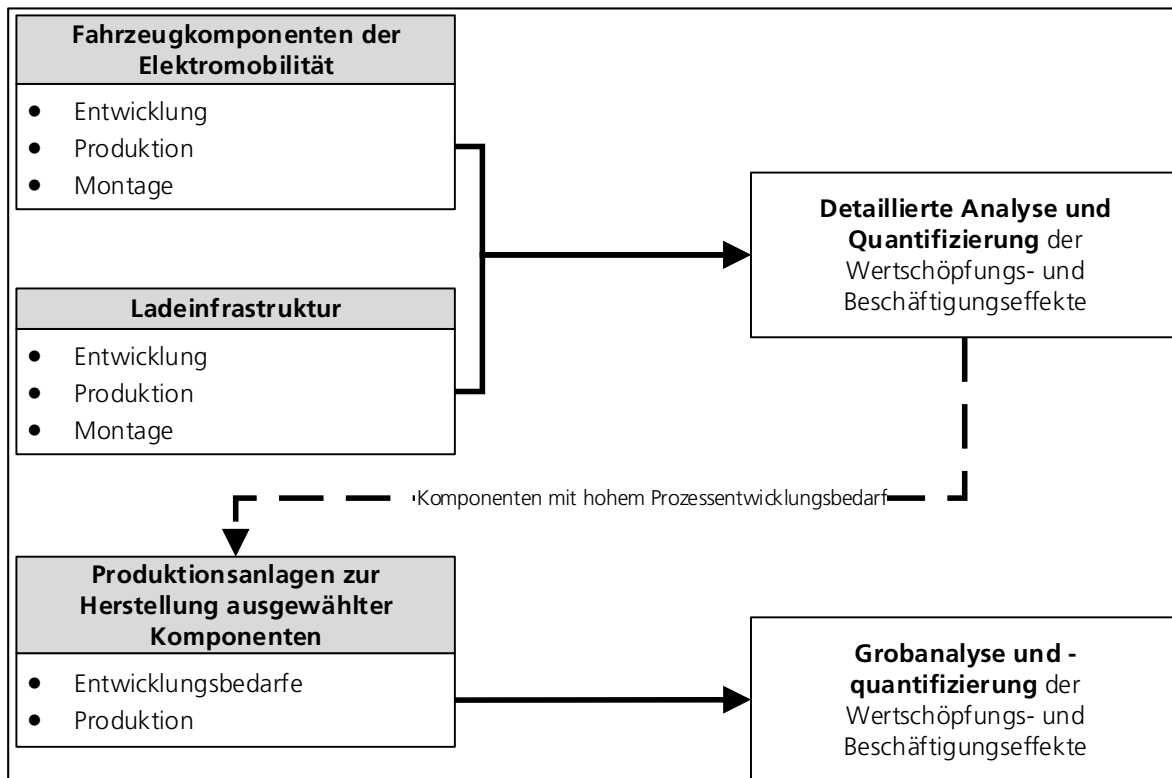 Fahrzeugkomponenten der
Elektromobilität
• Entwicklung
• Produktion
• Montage
Ladeinfrastruktur
• Entwicklung
• Produktion
• Montage
Detaillierte Analyse und
Quantifizierung der
Wertschöpfungs- und
Beschäftigungseffekte
Komponenten mit hohem Prozessentwicklungsbedarf
Produktionsanlagen zur
Herstellung ausgewählter
Komponenten
• Entwicklungsbedarfe
• Produktion
Grobanalyse und -
quantifizierung der
Wertschöpfungs- und
Beschäftigungseffekte